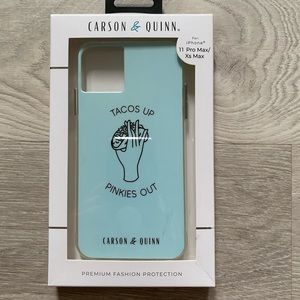 CARSON & QUINN.
For
iPhone®
11 Pro Max/
Xs Max
TACOS UP
PINKIES OUT
CARSON & QUINN
PREMIUM FASHION PROTECTION